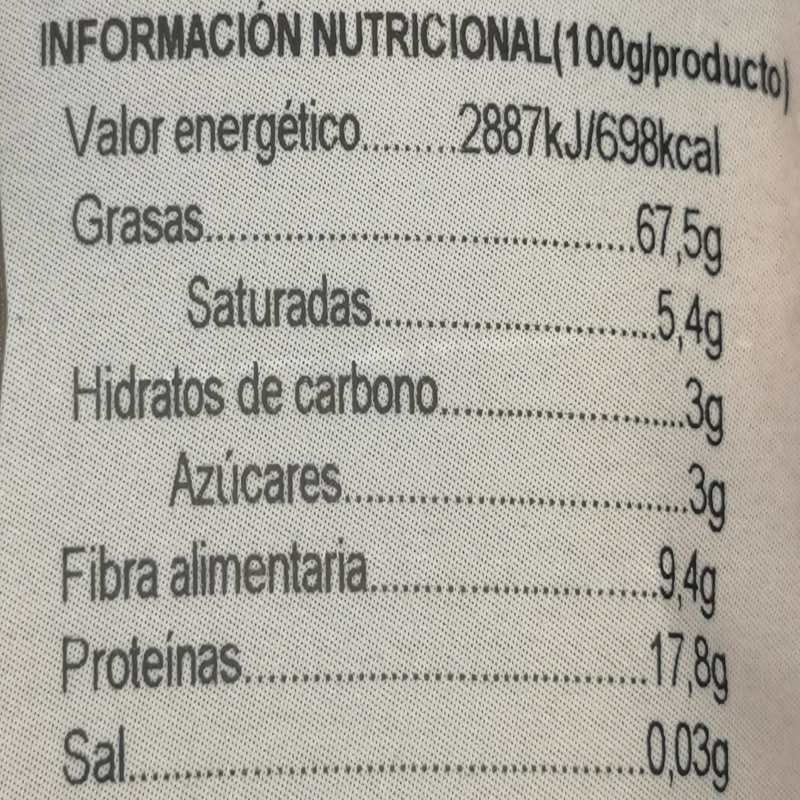 INFORMACIÓN NUTRICIONAL(100g/producto)
Valor energético.........2887kJ/698kcal
Grasas.......................................67,5g
Saturadas..........................5,4g
Hidratos de carbono.......................3g
Azúcares................................3g
Fibra alimentaria..........................9,4g
Proteínas....................................17,8g
Sal...............................................0,03g